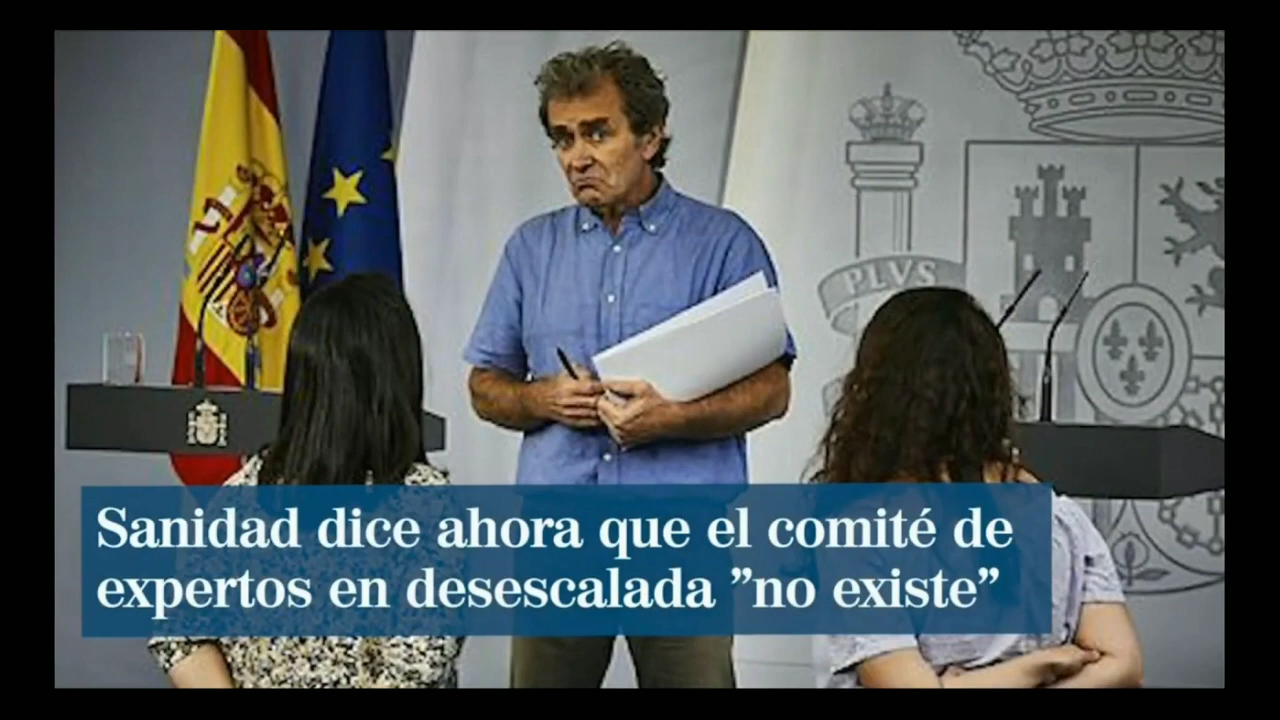 PLVS
Sanidad dice ahora que el comité de
expertos en desescalada ”no existe”